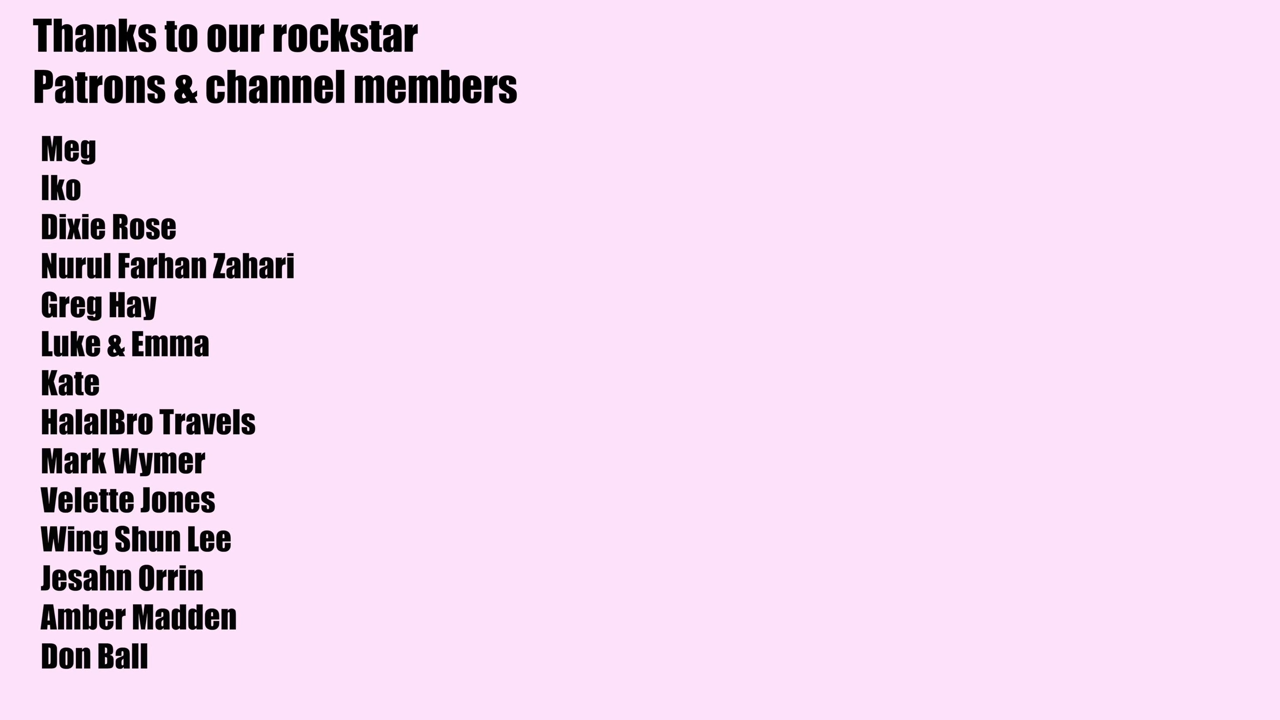 Thanks to our rockstar
Patrons & channel members
Meg
Iko
Dixie Rose
Nurul Farhan Zahari
Greg Hay
Luke & Emma
Kate
HalalBro Travels
Mark Wymer
Velette Jones
Wing Shun Lee
Jesahn Orrin
Amber Madden
Don Ball